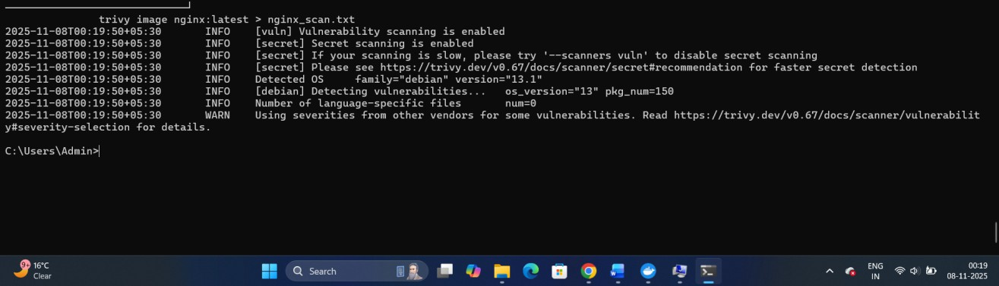 trivy image nginx:latest > nginx_scan.txt
2025-11-08T00:19:50+05:30 INFO [vuln] Vulnerability scanning is enabled
2025-11-08T00:19:50+05:30 INFO [secret] Secret scanning is enabled
2025-11-08T00:19:50+05:30 INFO [secret] If your scanning is slow, please try '--scanners vuln' to disable secret scanning
2025-11-08T00:19:50+05:30 INFO [secret] Please see https://trivy.dev/v0.67/docs/scanner/secret#recommendation for faster secret detection
2025-11-08T00:19:50+05:30 INFO Detected OS family="debian" version="13.1"
2025-11-08T00:19:50+05:30 INFO [debian] Detecting vulnerabilities... os_version="13" pkg_num=150
2025-11-08T00:19:50+05:30 INFO Number of language-specific files num=0
2025-11-08T00:19:50+05:30 WARN Using severities from other vendors for some vulnerabilities. Read https://trivy.dev/v0.67/docs/scanner/vulnerabilit
y#severity-selection for details.
C:\Users\Admin>
9+
16°C
Clear
Search
ENG
IN
00:19
08-11-2025